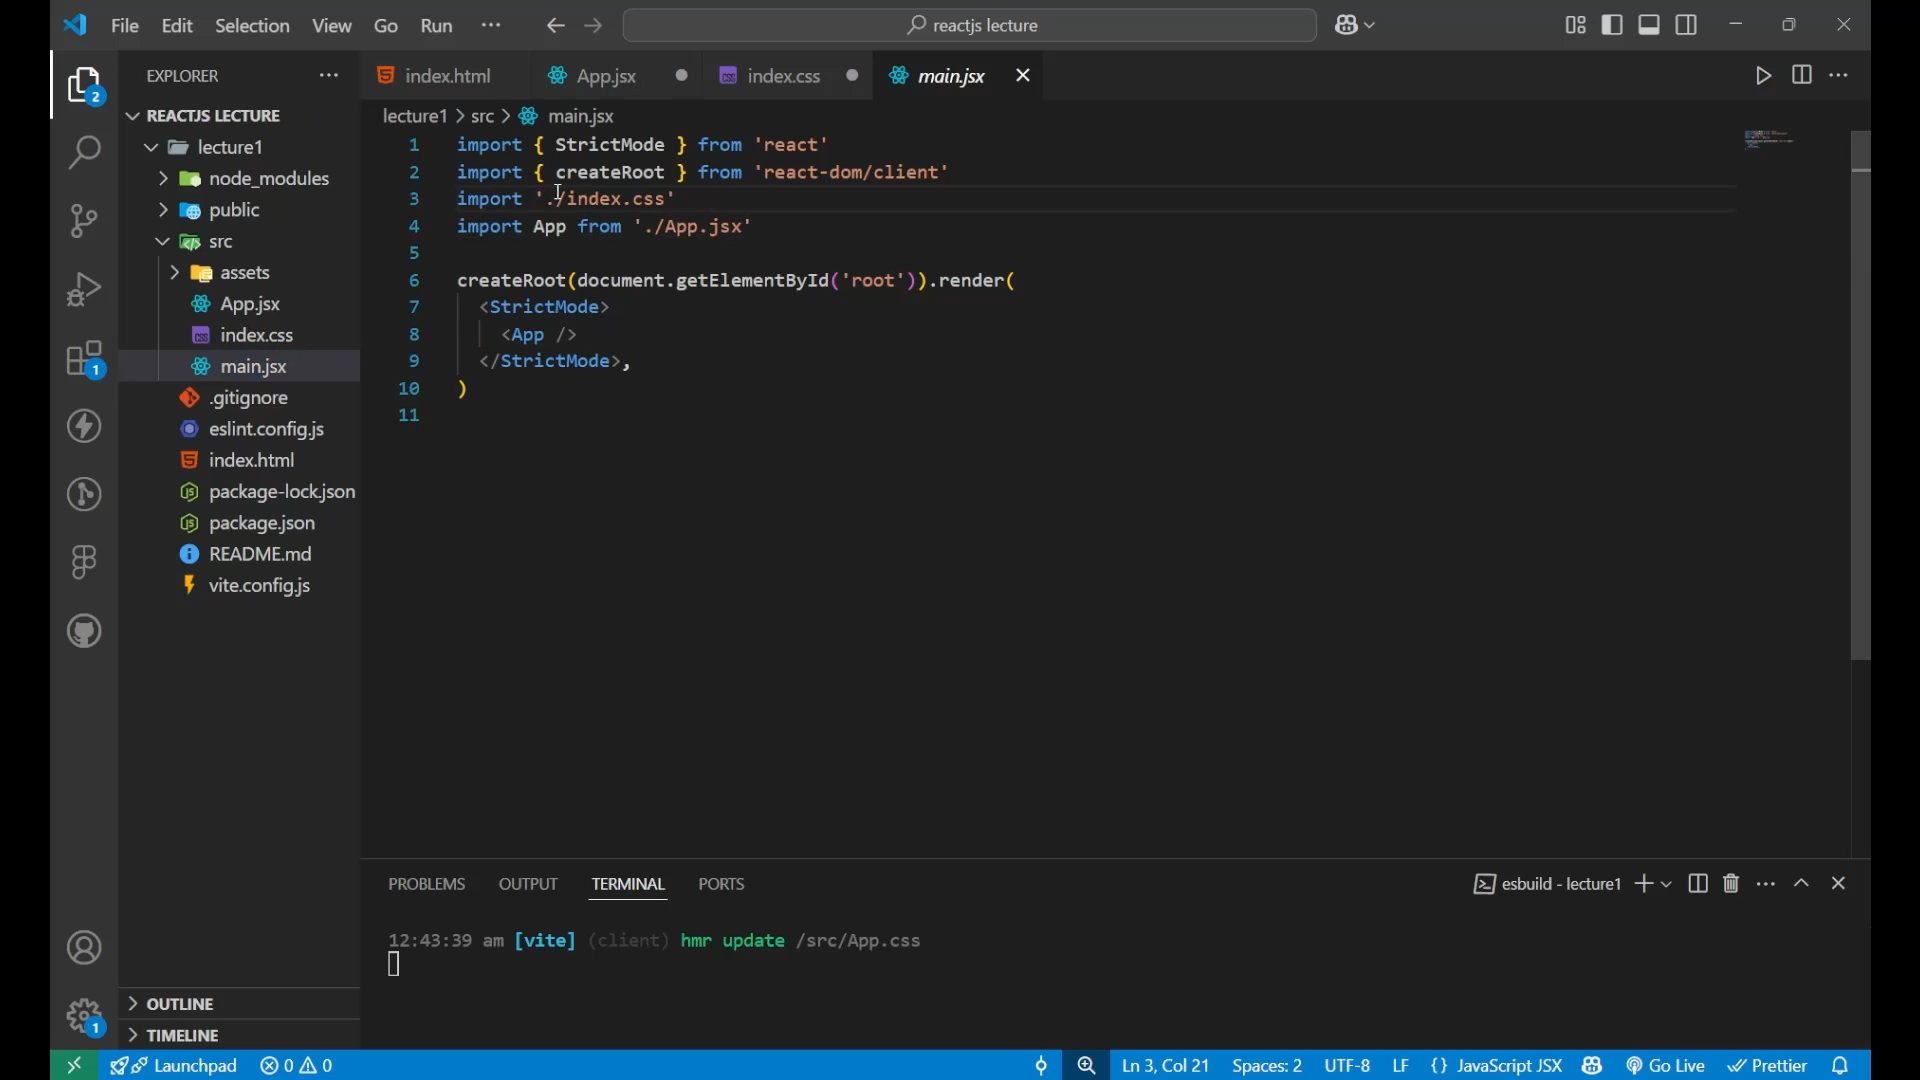 File Edit Selection View Go Run ··· reactjs lecture
EXPLORER ···
index.html App.jsx index.css main.jsx
REACTJS LECTURE
lecture1
node_modules
public
src
assets
App.jsx
index.css
main.jsx
.gitignore
eslint.config.js
index.html
package-lock.json
package.json
README.md
vite.config.js
OUTLINE
TIMELINE
2
1
1
lecture1 > src > main.jsx
1 import { StrictMode } from 'react'
2 import { createRoot } from 'react-dom/client'
3 import './index.css'
4 import App from './App.jsx'
5
6 createRoot(document.getElementById('root')).render(
7 <StrictMode>
8 <App />
9 </StrictMode>,
10 )
11
PROBLEMS OUTPUT TERMINAL PORTS esbuild - lecture1
12:43:39 am [vite] (client) hmr update /src/App.css
Launchpad 0 0 Ln 3, Col 21 Spaces: 2 UTF-8 LF {} JavaScript JSX Go Live Prettier